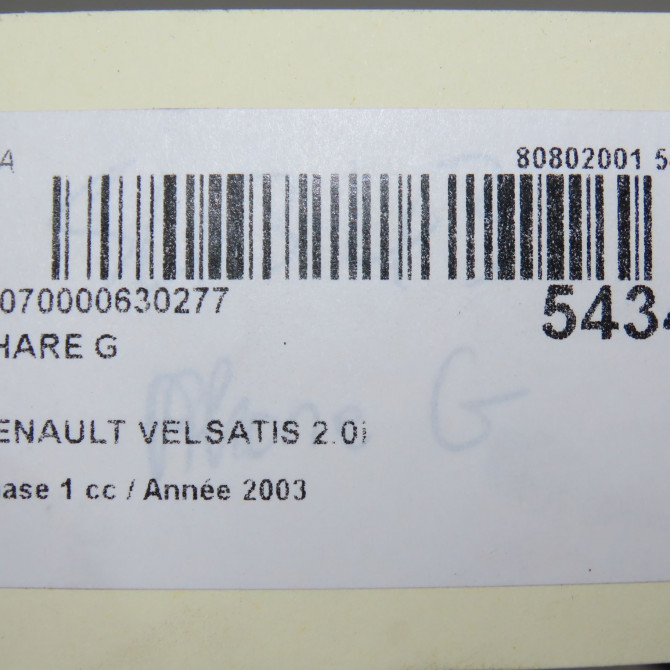 A 80802001 5
070000630277 5434
HARE G
ENAULT VELSATIS 2.0i
ase 1 cc / Année 2003
G